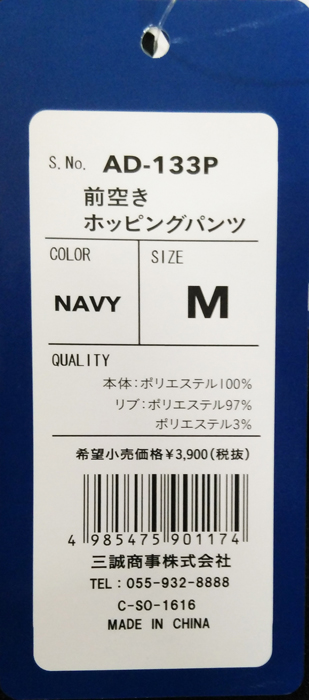 S.No. AD-133P
前空き
ホッピングパンツ
COLOR
NAVY
SIZE
M
QUALITY
本体:ポリエステル100%
リブ:ポリエステル97%
ポリエステル3%
希望小売価格¥3,900(税抜)
4 985475 901174
三誠商事株式会社
TEL:055-932-8888
C-SO-1616
MADE IN CHINA